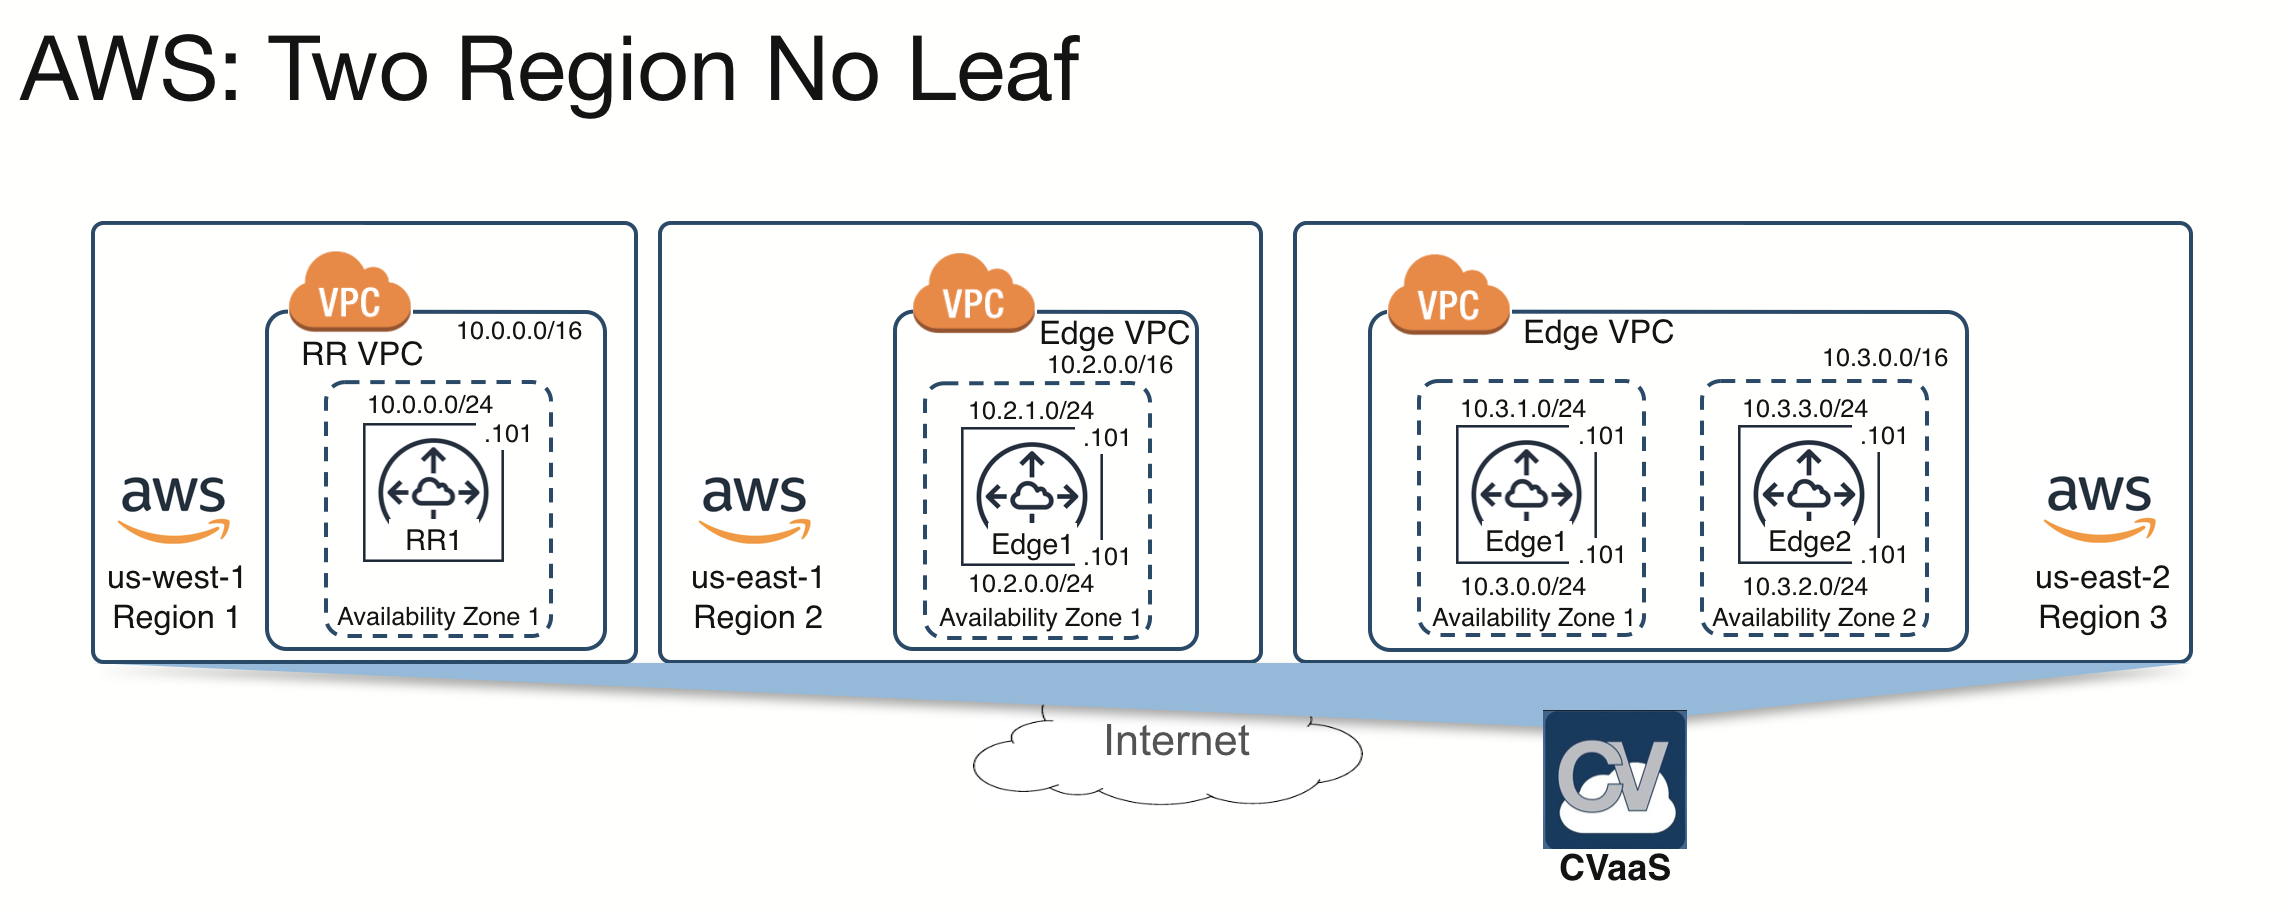 AWS: Two Region No Leaf
VPC
RR VPC
10.0.0.0/16
10.0.0.0/24
.101
RR1
Availability Zone 1
aws
us-west-1
Region 1
VPC
Edge VPC
10.2.0.0/16
10.2.1.0/24
.101
Edge1
.101
10.2.0.0/24
Availability Zone 1
aws
us-east-1
Region 2
VPC
Edge VPC
10.3.0.0/16
10.3.1.0/24
.101
Edge1
.101
10.3.0.0/24
Availability Zone 1
10.3.3.0/24
.101
Edge2
.101
10.3.2.0/24
Availability Zone 2
aws
us-east-2
Region 3
Internet
CV
CVaaS